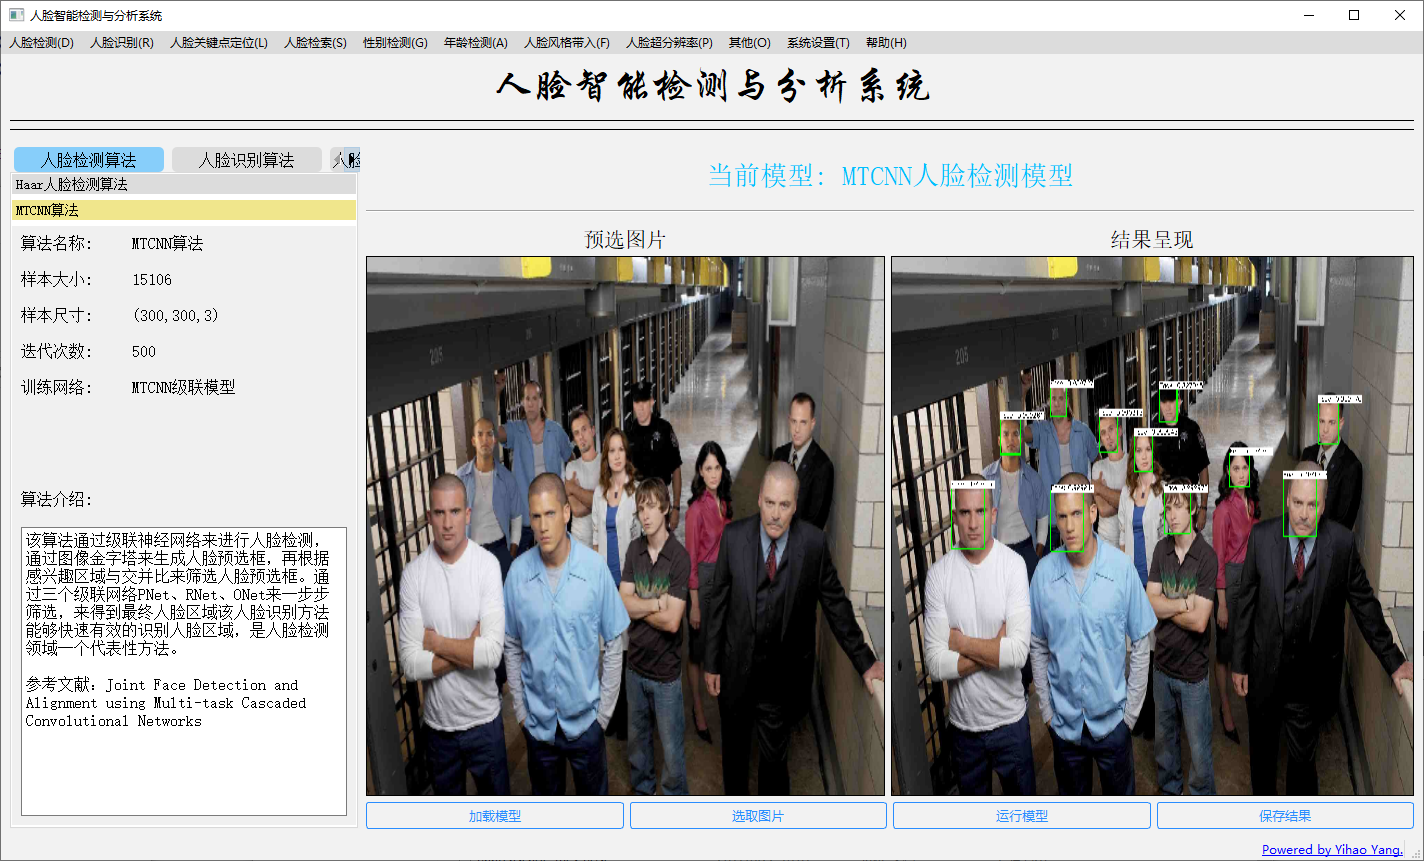 人脸智能检测与分析系统
人脸检测(D) 人脸识别(R) 人脸关键点定位(L) 人脸检索(S) 性别检测(G) 年龄检测(A) 人脸风格带入(F) 人脸超分辨率(P) 其他(O) 系统设置(T) 帮助(H)
人脸智能检测与分析系统
人脸检测算法 人脸识别算法 人脸
Haar人脸检测算法
MTCNN算法
算法名称: MTCNN算法
样本大小: 15106
样本尺寸: (300,300,3)
迭代次数: 500
训练网络: MTCNN级联模型
算法介绍:
该算法通过级联神经网络来进行人脸检测,
通过图像金字塔来生成人脸预选框, 再根据
感兴趣区域与交并比来筛选人脸预选框。通
过三个级联网络PNet、RNet、ONet来一步步
筛选, 来得到最终人脸区域该人脸识别方法
能够快速有效的识别人脸区域, 是人脸检测
领域一个代表性方法。
参考文献: Joint Face Detection and
Alignment using Multi-task Cascaded
Convolutional Networks
当前模型: MTCNN人脸检测模型
预选图片 结果呈现
205
205
加载模型 选取图片 运行模型 保存结果
Powered by Yihao Yang.